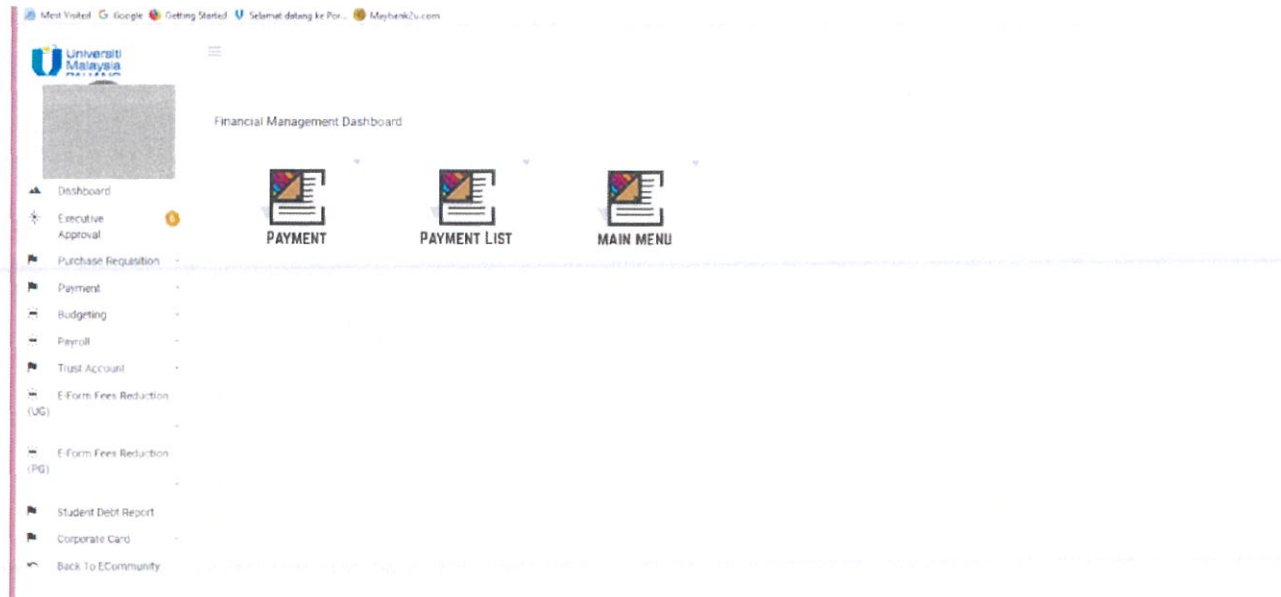 Most Visited Google Getting Started Selamat datang ke Por... Maybank2u.com
Universiti
Malaysia
PAHANG
Financial Management Dashboard
PAYMENT
PAYMENT LIST
MAIN MENU
Dashboard
Executive
Approval
Purchase Requisition
Payment
Budgeting
Payroll
Trust Account
E-Form Fees Reduction
(UG)
E-Form Fees Reduction
(PG)
Student Debt Report
Corporate Card
Back To ECommunity